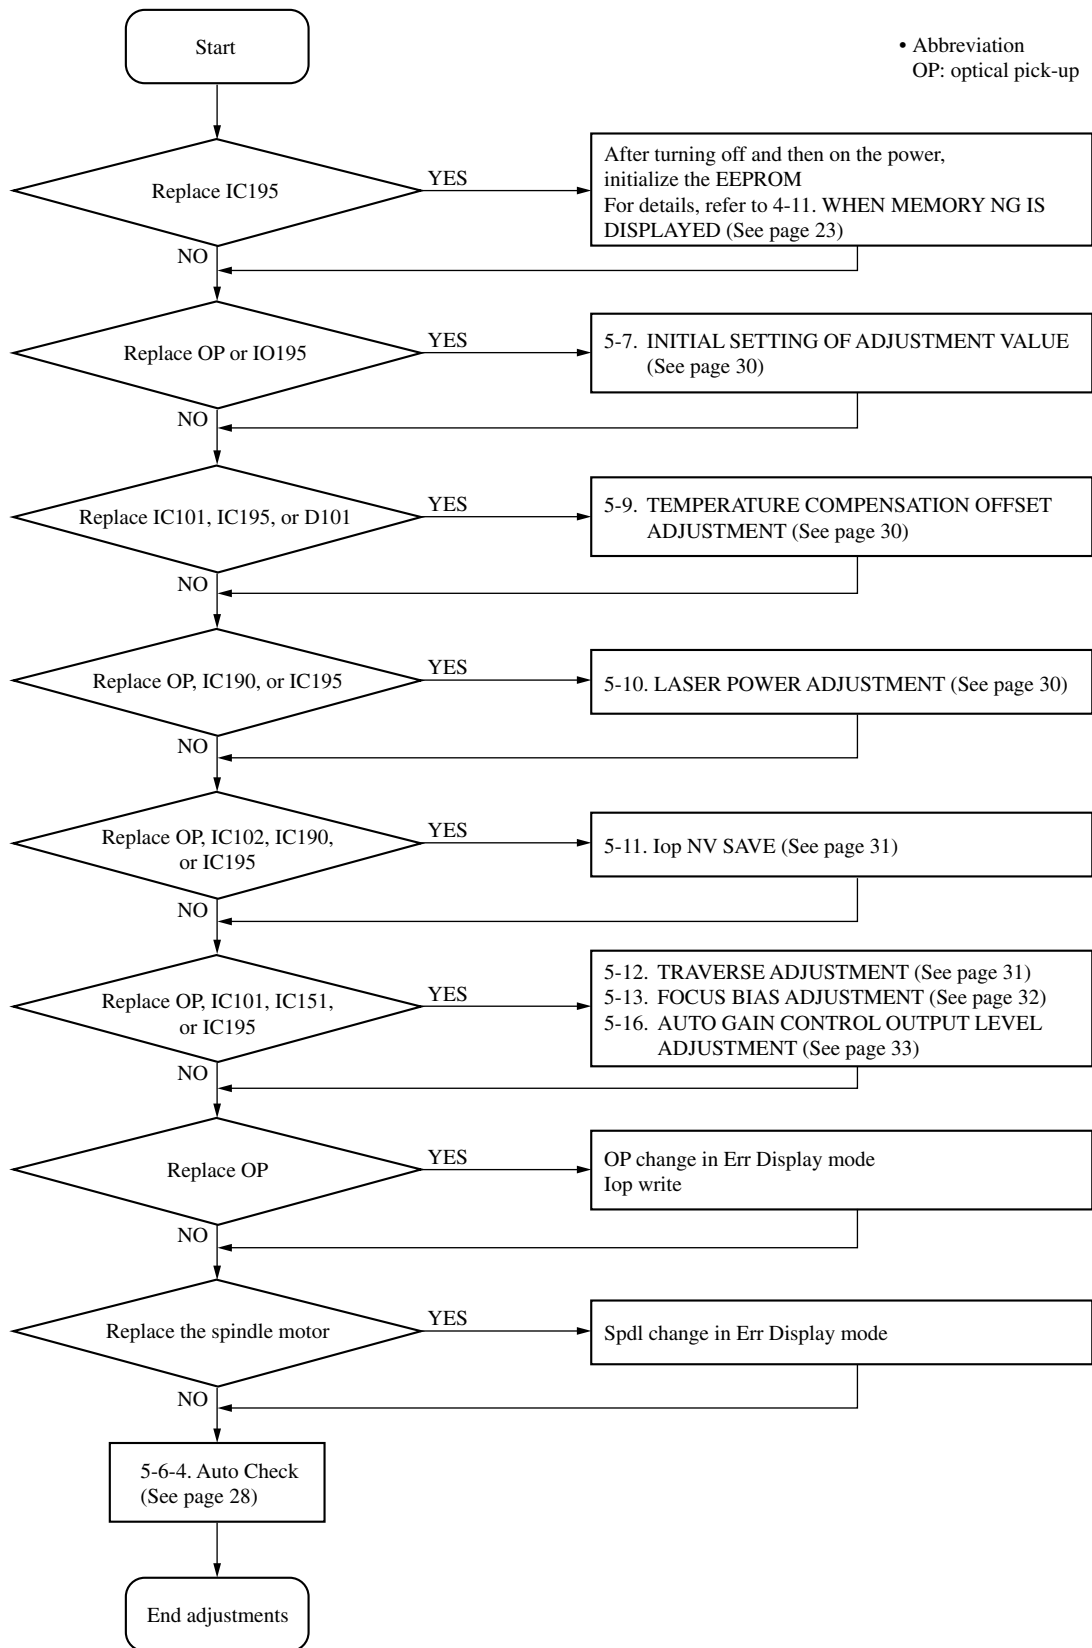 Start
• Abbreviation
OP: optical pick-up
Replace IC195
YES
After turning off and then on the power,
initialize the EEPROM
For details, refer to 4-11. WHEN MEMORY NG IS
DISPLAYED (See page 23)
NO
Replace OP or IO195
YES
5-7. INITIAL SETTING OF ADJUSTMENT VALUE
(See page 30)
NO
Replace IC101, IC195, or D101
YES
5-9. TEMPERATURE COMPENSATION OFFSET
ADJUSTMENT (See page 30)
NO
Replace OP, IC190, or IC195
YES
5-10. LASER POWER ADJUSTMENT (See page 30)
NO
Replace OP, IC102, IC190,
or IC195
YES
5-11. Iop NV SAVE (See page 31)
NO
Replace OP, IC101, IC151,
or IC195
YES
5-12. TRAVERSE ADJUSTMENT (See page 31)
5-13. FOCUS BIAS ADJUSTMENT (See page 32)
5-16. AUTO GAIN CONTROL OUTPUT LEVEL
ADJUSTMENT (See page 33)
NO
Replace OP
YES
OP change in Err Display mode
Iop write
NO
Replace the spindle motor
YES
Spdl change in Err Display mode
NO
5-6-4. Auto Check
(See page 28)
End adjustments